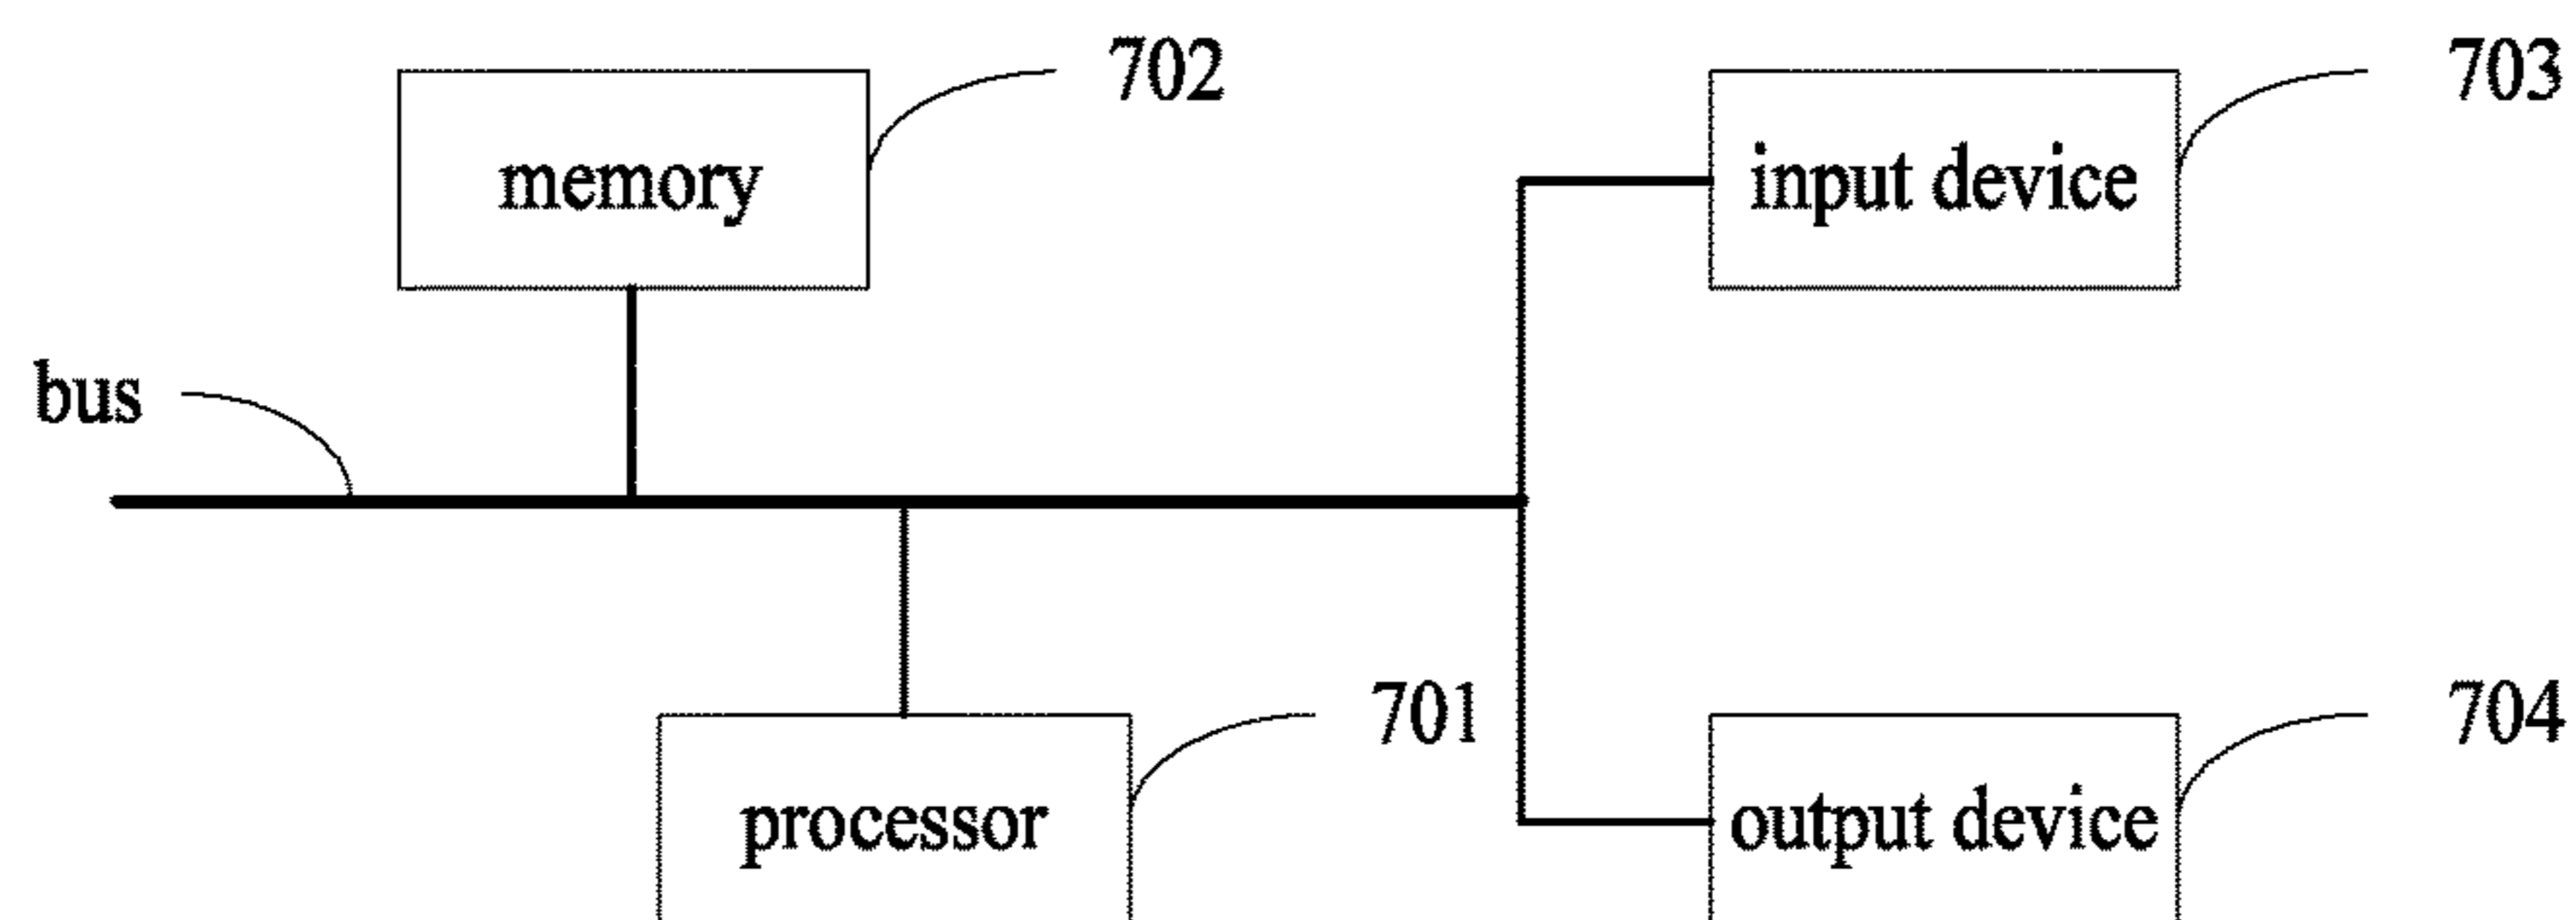 702
703
memory
input device
bus
701
704
processor
output device